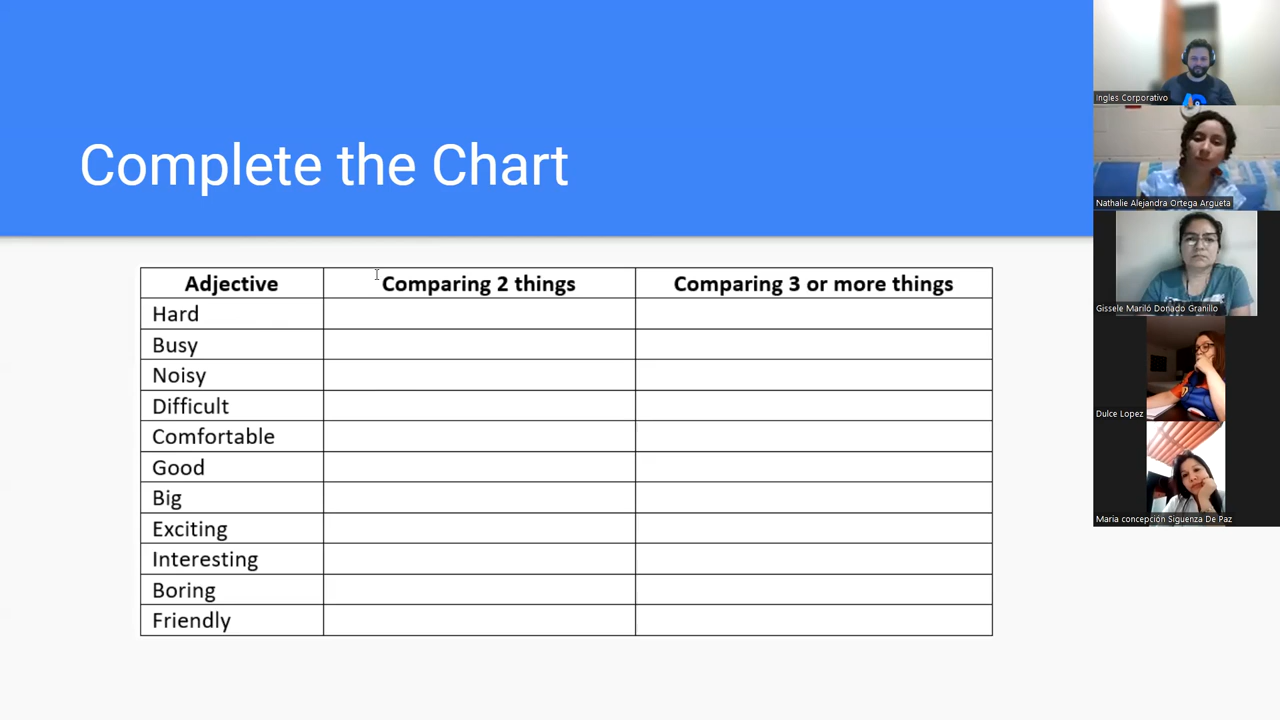 Complete the Chart
Adjective Comparing 2 things Comparing 3 or more things
Hard
Busy
Noisy
Difficult
Comfortable
Good
Big
Exciting
Interesting
Boring
Friendly
Ingles Corporativo
Nathalie Alejandra Ortega Argueta
Gissele Mariló Donado Granillo
Dulce Lopez
Maria concepción Siguenza De Paz